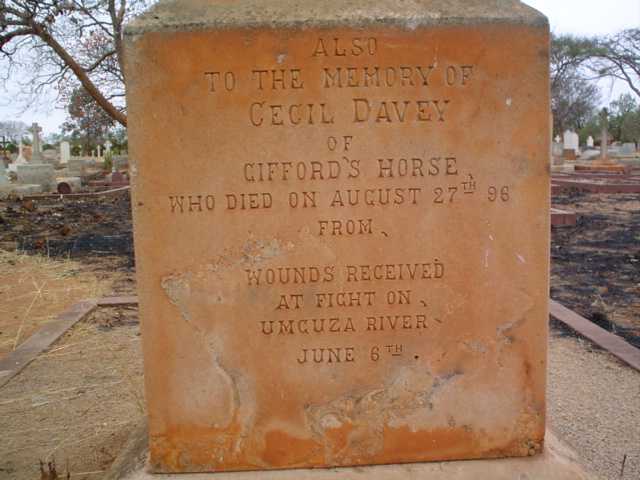 ALSO
TO THE MEMORY OF
CECIL DAVEY
OF
GIFFORD'S HORSE
WHO DIED ON AUGUST 27TH 96
FROM
WOUNDS RECEIVED
AT FIGHT ON
UMGUZA RIVER
JUNE 6TH